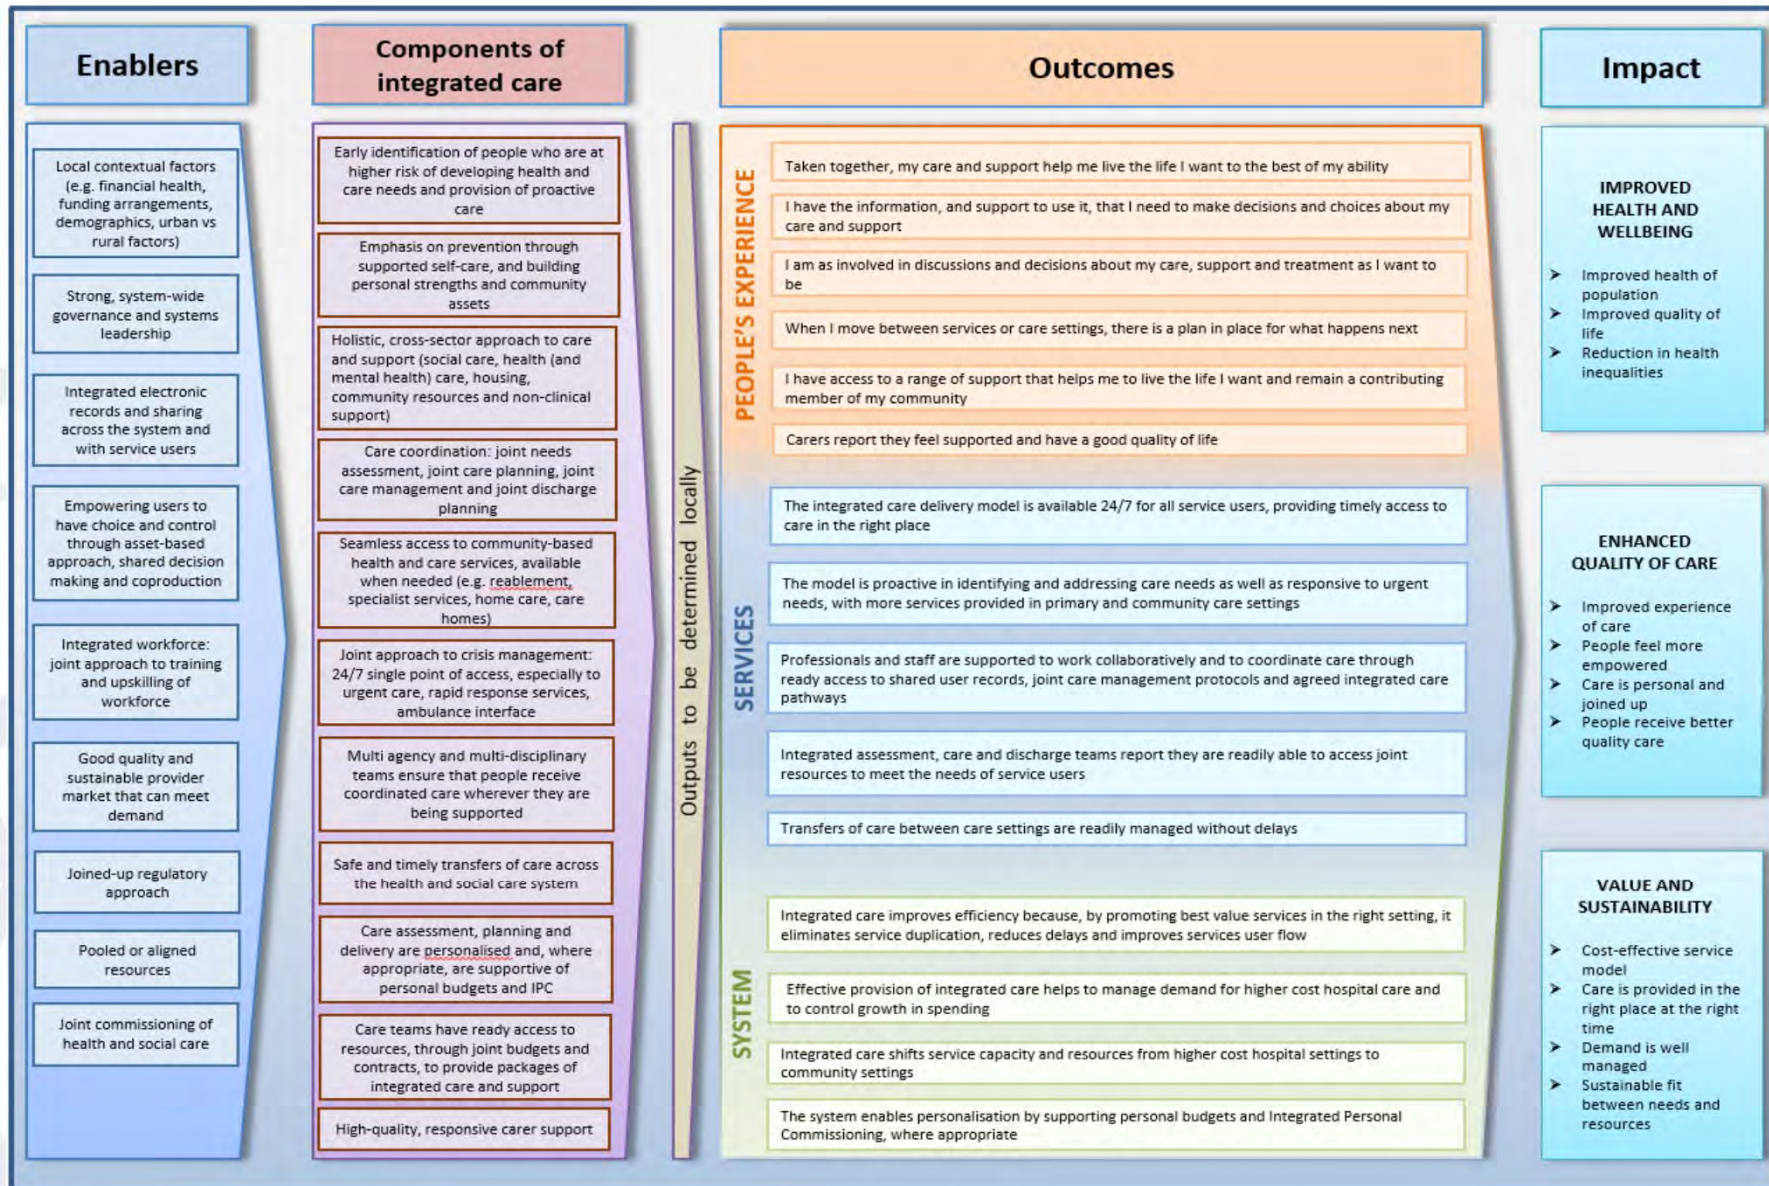 Enablers
Local contextual factors
(e.g. financial health,
funding arrangements,
demographics, urban vs
rural factors)
Strong, system-wide
governance and systems
leadership
Integrated electronic
records and sharing
across the system and
with service users
Empowering users to
have choice and control
through asset-based
approach, shared decision
making and coproduction
Integrated workforce:
joint approach to training
and upskilling of
workforce
Good quality and
sustainable provider
market that can meet
demand
Joined-up regulatory
approach
Pooled or aligned
resources
Joint commissioning of
health and social care
Components of
integrated care
Early identification of people who are at
higher risk of developing health and
care needs and provision of proactive
care
Emphasis on prevention through
supported self-care, and building
personal strengths and community
assets
Holistic, cross-sector approach to care
and support (social care, health (and
mental health) care, housing,
community resources and non-clinical
support)
Care coordination: joint needs
assessment, joint care planning, joint
care management and joint discharge
planning
Seamless access to community-based
health and care services, available
when needed (e.g. reablement,
specialist services, home care, care
homes)
Joint approach to crisis management:
24/7 single point of access, especially to
urgent care, rapid response services,
ambulance interface
Multi agency and multi-disciplinary
teams ensure that people receive
coordinated care wherever they are
being supported
Safe and timely transfers of care across
the health and social care system
Care assessment, planning and
delivery are personalised and, where
appropriate, are supportive of
personal budgets and IPC
Care teams have ready access to
resources, through joint budgets and
contracts, to provide packages of
integrated care and support
High-quality, responsive carer support
Outputs to be determined locally
Outcomes
PEOPLE'S EXPERIENCE
Taken together, my care and support help me live the life I want to the best of my ability
I have the information, and support to use it, that I need to make decisions and choices about my
care and support
I am as involved in discussions and decisions about my care, support and treatment as I want to
be
When I move between services or care settings, there is a plan in place for what happens next
I have access to a range of support that helps me to live the life I want and remain a contributing
member of my community
Carers report they feel supported and have a good quality of life
SERVICES
The integrated care delivery model is available 24/7 for all service users, providing timely access to
care in the right place
The model is proactive in identifying and addressing care needs as well as responsive to urgent
needs, with more services provided in primary and community care settings
Professionals and staff are supported to work collaboratively and to coordinate care through
ready access to shared user records, joint care management protocols and agreed integrated care
pathways
Integrated assessment, care and discharge teams report they are readily able to access joint
resources to meet the needs of service users
Transfers of care between care settings are readily managed without delays
SYSTEM
Integrated care improves efficiency because, by promoting best value services in the right setting, it
eliminates service duplication, reduces delays and improves services user flow
Effective provision of integrated care helps to manage demand for higher cost hospital care and
to control growth in spending
Integrated care shifts service capacity and resources from higher cost hospital settings to
community settings
The system enables personalisation by supporting personal budgets and Integrated Personal
Commissioning, where appropriate
Impact
IMPROVED
HEALTH AND
WELLBEING
➢ Improved health of
population
➢ Improved quality of
life
➢ Reduction in health
inequalities
ENHANCED
QUALITY OF CARE
➢ Improved experience
of care
➢ People feel more
empowered
➢ Care is personal and
joined up
➢ People receive better
quality care
VALUE AND
SUSTAINABILITY
➢ Cost-effective service
model
➢ Care is provided in the
right place at the right
time
➢ Demand is well
managed
➢ Sustainable fit
between needs and
resources